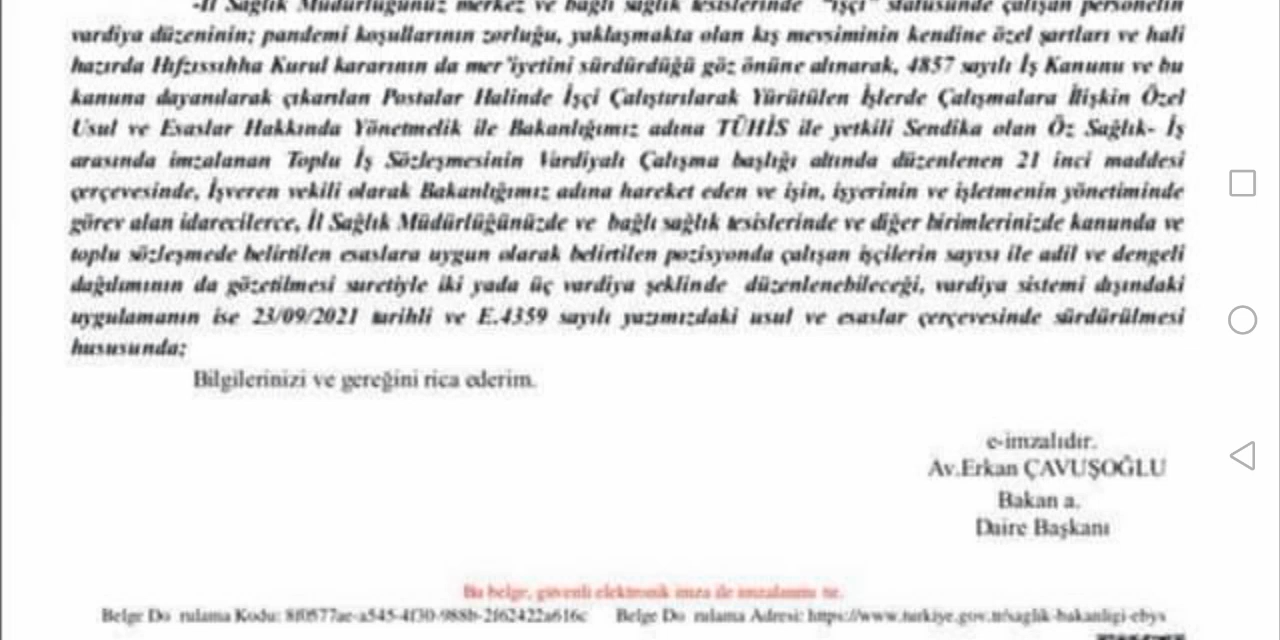 -İl Sağlık Müdürlüğünüz merkez ve bağlı sağlık tesislerinde "işçi" statüsünde çalışan personelin
vardiya düzeninin; pandemi koşullarının zorluğu, yaklaşmakta olan kış mevsiminin kendine özel şartları ve hali
hazırda Hıfzıssıhha Kurul kararının da mer'iyetini sürdürdüğü göz önüne alınarak, 4857 sayılı İş Kanunu ve bu
kanuna dayanılarak çıkarılan Postalar Halinde İşçi Çalıştırılarak Yürütülen İşlerde Çalışmalara İlişkin Özel
Usul ve Esaslar Hakkında Yönetmelik ile Bakanlığımız adına TÜHİS ile yetkili Sendika olan Öz Sağlık- İş
arasında imzalanan Toplu İş Sözleşmesinin Vardiyalı Çalışma başlığı altında düzenlenen 21 inci maddesi
çerçevesinde, İşveren vekili olarak Bakanlığımız adına hareket eden ve işin, işyerinin ve işletmenin yönetiminde
görev alan idarecilerce, İl Sağlık Müdürlüğünüzde ve bağlı sağlık tesislerinde ve diğer birimlerinizde kanunda ve
toplu sözleşmede belirtilen esaslara uygun olarak belirtilen pozisyonda çalışan işçilerin sayısı ile adil ve dengeli
dağılımının da gözetilmesi suretiyle iki yada üç vardiya şeklinde düzenlenebileceği, vardiya sistemi dışındaki
uygulamanın ise 23/09/2021 tarihli ve E.4359 sayılı yazımızdaki usul ve esaslar çerçevesinde sürdürülmesi
hususunda;
Bilgilerinizi ve gereğini rica ederim.
e-imzalıdır.
Av.Erkan ÇAVUŞOĞLU
Bakan a.
Daire Başkanı
Bu belge, güvenli elektronik imza ile imzalanmıştır.
Belge Do rulama Kodu: Belge Do rulama Adresi: https://www.turkiye.gov.tr/saglik-bakanligi-ebys